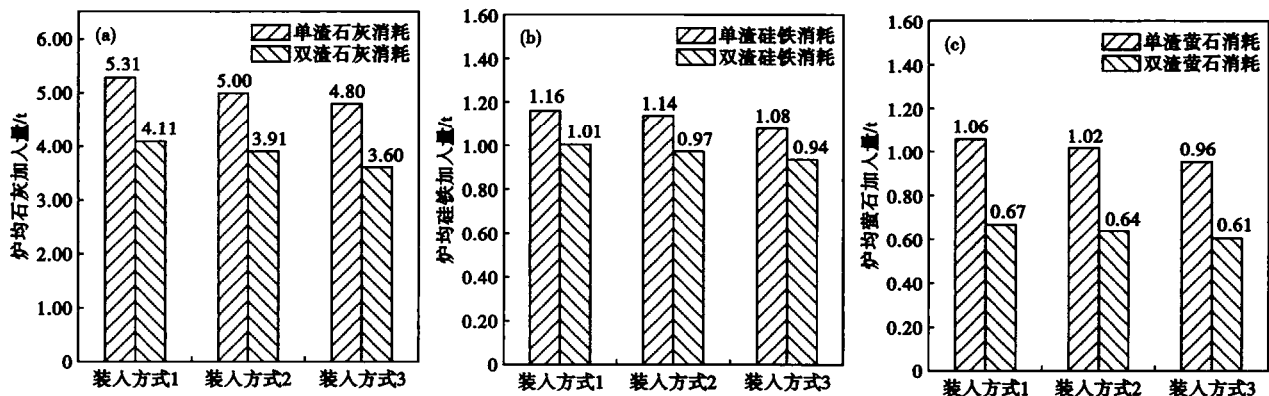 (a)
单渣石灰消耗
双渣石灰消耗
炉均石灰加入量/t
6.00
5.00
4.00
3.00
2.00
1.00
0
5.31
4.11
5.00
3.91
4.80
3.60
装入方式1
装入方式2
装入方式3
(b)
单渣硅铁消耗
双渣硅铁消耗
炉均硅铁加入量/t
1.60
1.40
1.20
1.00
0.80
0.60
0.40
0.20
0
1.16
1.01
1.14
0.97
1.08
0.94
装入方式1
装入方式2
装入方式3
(c)
单渣萤石消耗
双渣萤石消耗
炉均萤石加入量/t
1.60
1.40
1.20
1.00
0.80
0.60
0.40
0.20
0
1.06
0.67
1.02
0.64
0.96
0.61
装入方式1
装入方式2
装入方式3